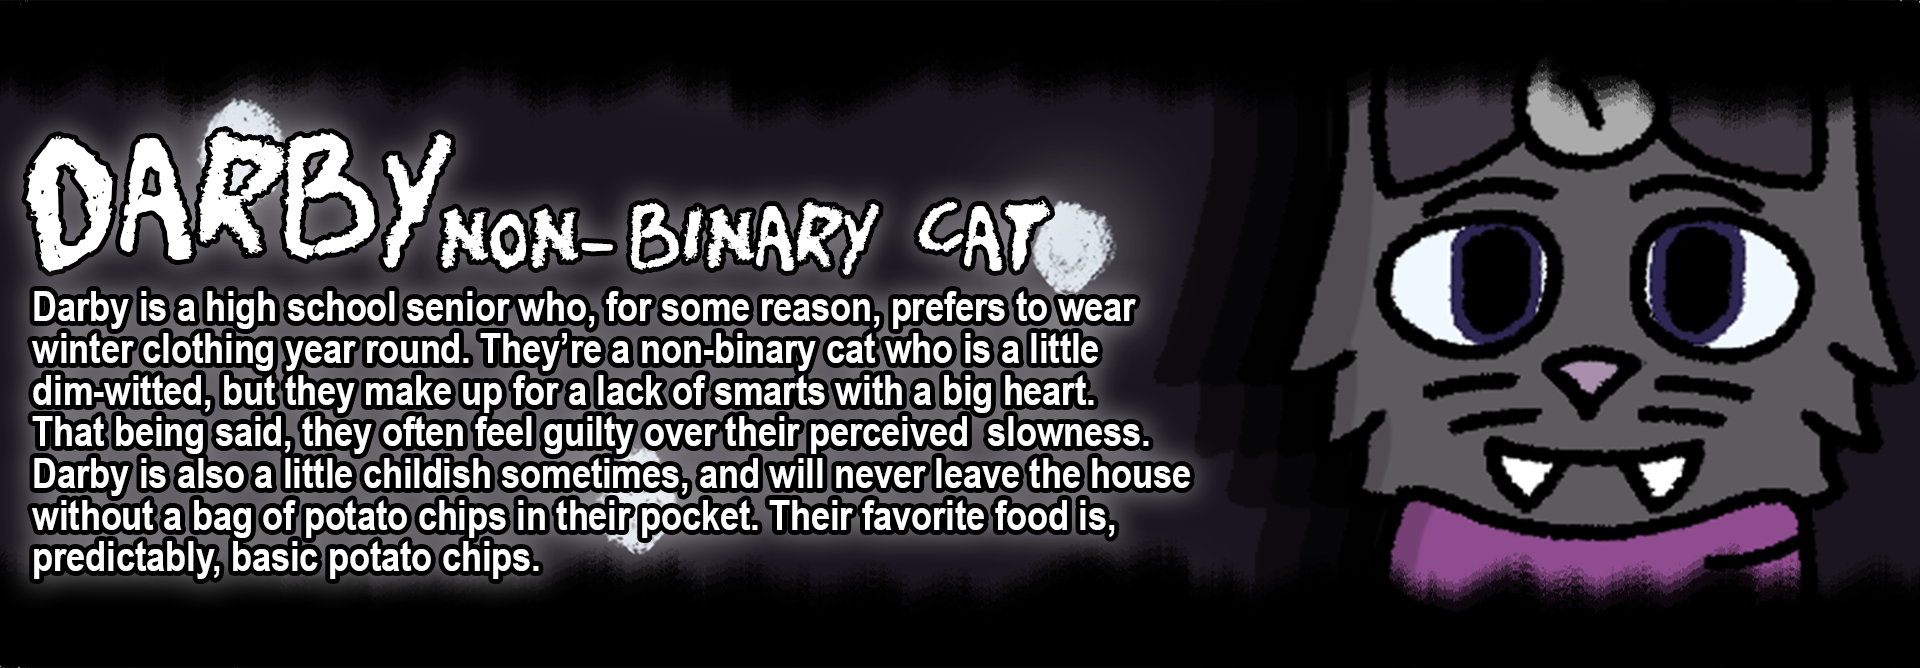 DARBY NON-BINARY CAT
Darby is a high school senior who, for some reason, prefers to wear
winter clothing year round. They’re a non-binary cat who is a little
dim-witted, but they make up for a lack of smarts with a big heart.
That being said, they often feel guilty over their perceived  slowness.
Darby is also a little childish sometimes, and will never leave the house
without a bag of potato chips in their pocket. Their favorite food is,
predictably, basic potato chips.